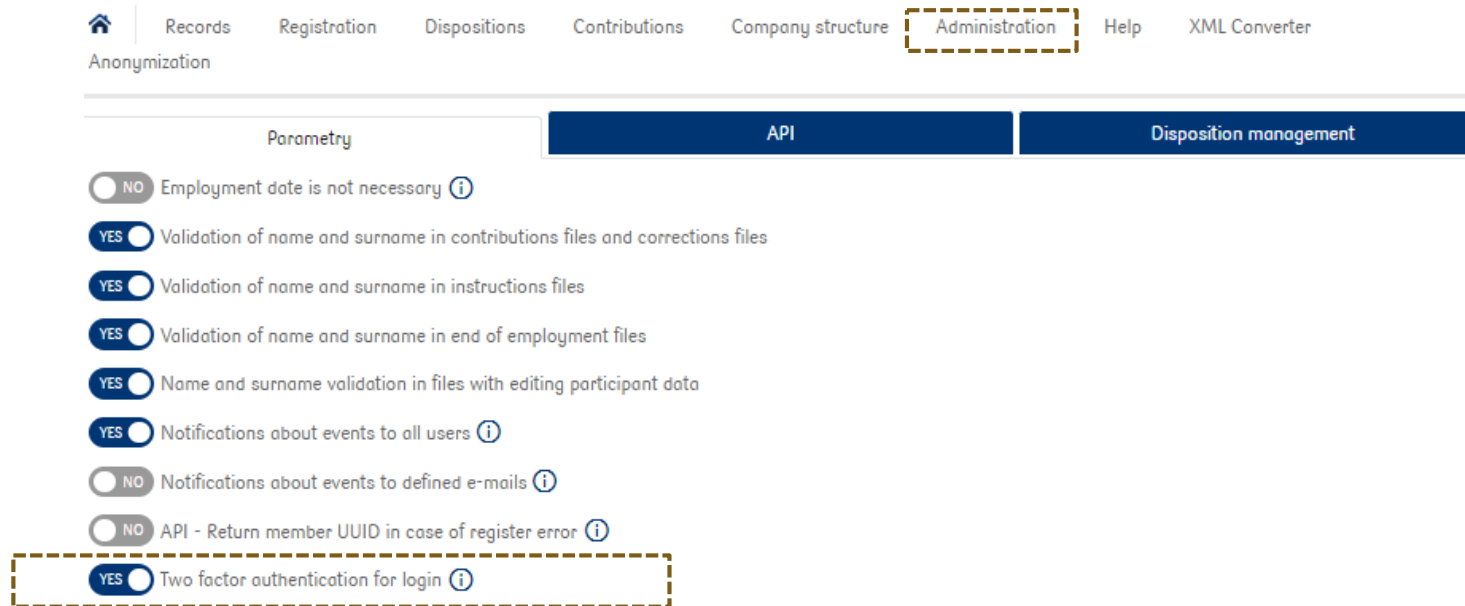 Records Registration Dispositions Contributions Company structure Administration Help XML Converter
Anonymization
Parametry API Disposition management
NO Employment date is not necessary i
YES Validation of name and surname in contributions files and corrections files
YES Validation of name and surname in instructions files
YES Validation of name and surname in end of employment files
YES Name and surname validation in files with editing participant data
YES Notifications about events to all users i
NO Notifications about events to defined e-mails i
NO API - Return member UUID in case of register error i
YES Two factor authentication for login i